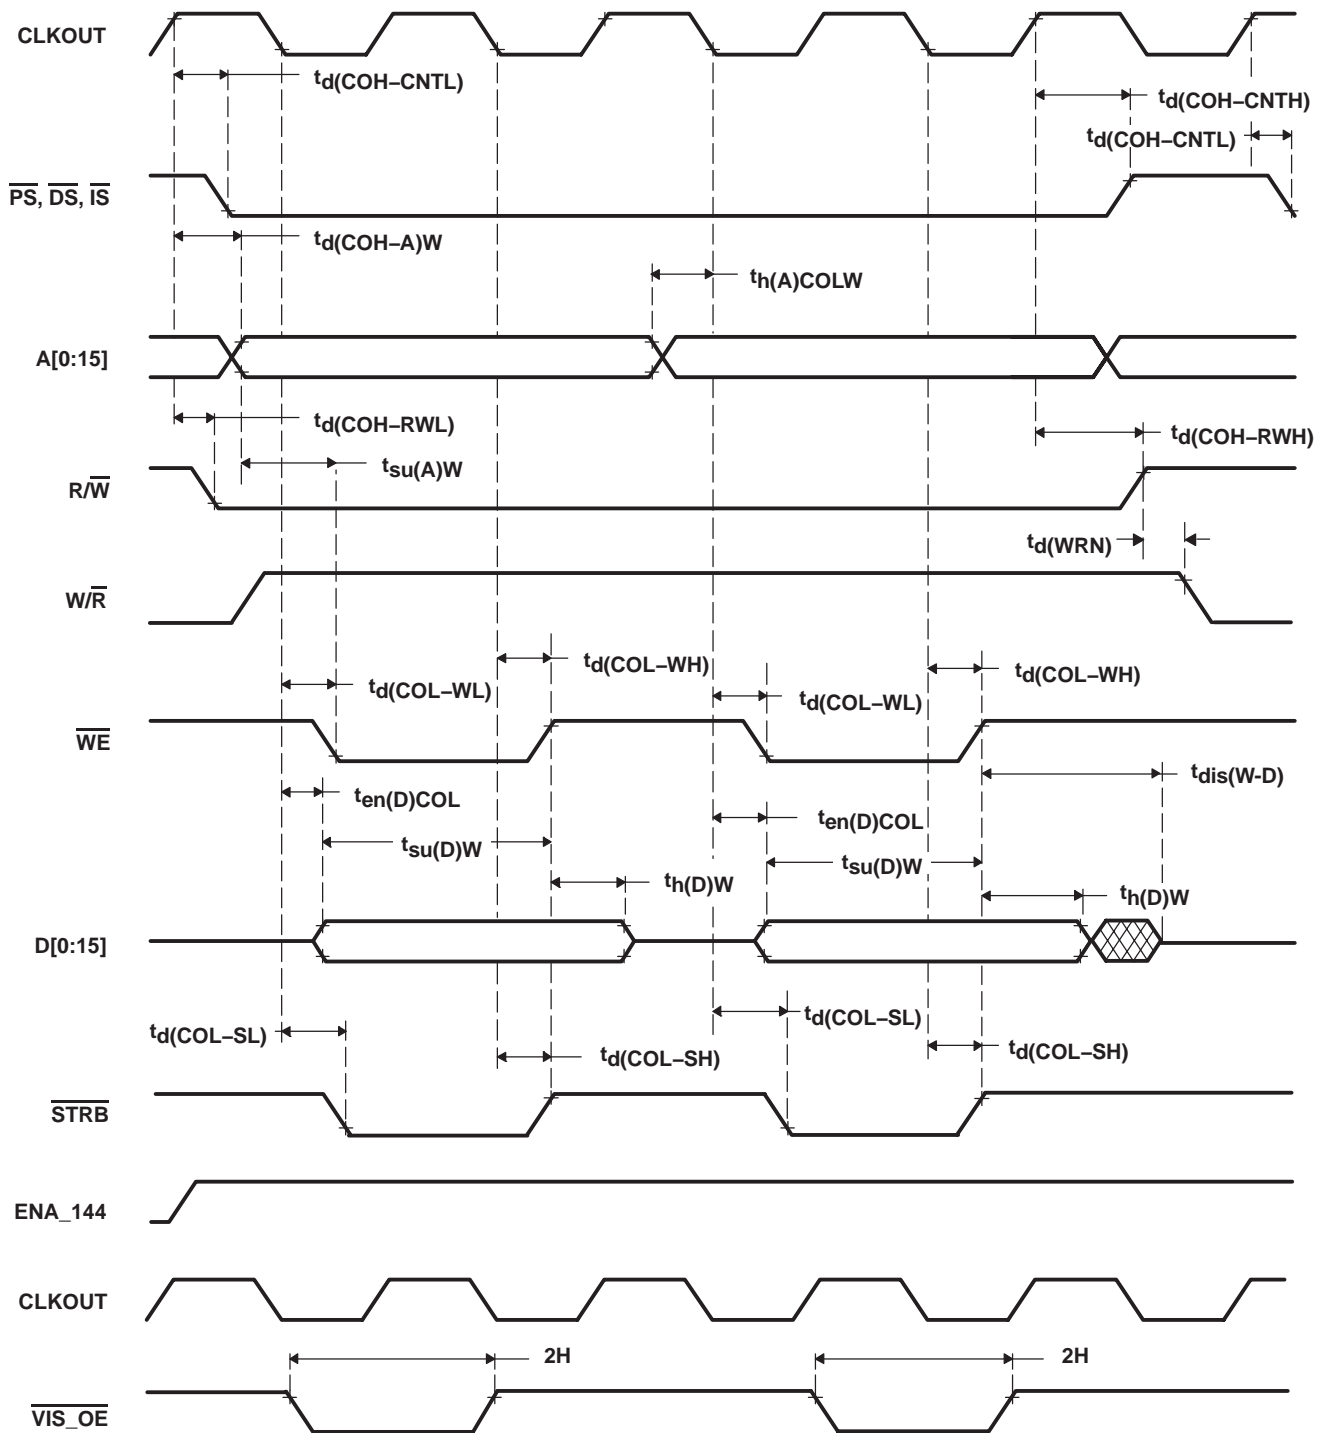 CLKOUT
td(COH–CNTL)
td(COH–CNTH)
td(COH–CNTL)
PS, DS, IS
td(COH–A)W
th(A)COLW
A[0:15]
td(COH–RWL)
td(COH–RWH)
tsu(A)W
R/W
td(WRN)
W/R
td(COL–WH)
td(COL–WH)
td(COL–WL)
td(COL–WL)
WE
tdis(W-D)
ten(D)COL
ten(D)COL
tsu(D)W
tsu(D)W
th(D)W
th(D)W
D[0:15]
td(COL–SL)
td(COL–SL)
td(COL–SH)
td(COL–SH)
STRB
ENA_144
CLKOUT
2H
2H
VIS_OE